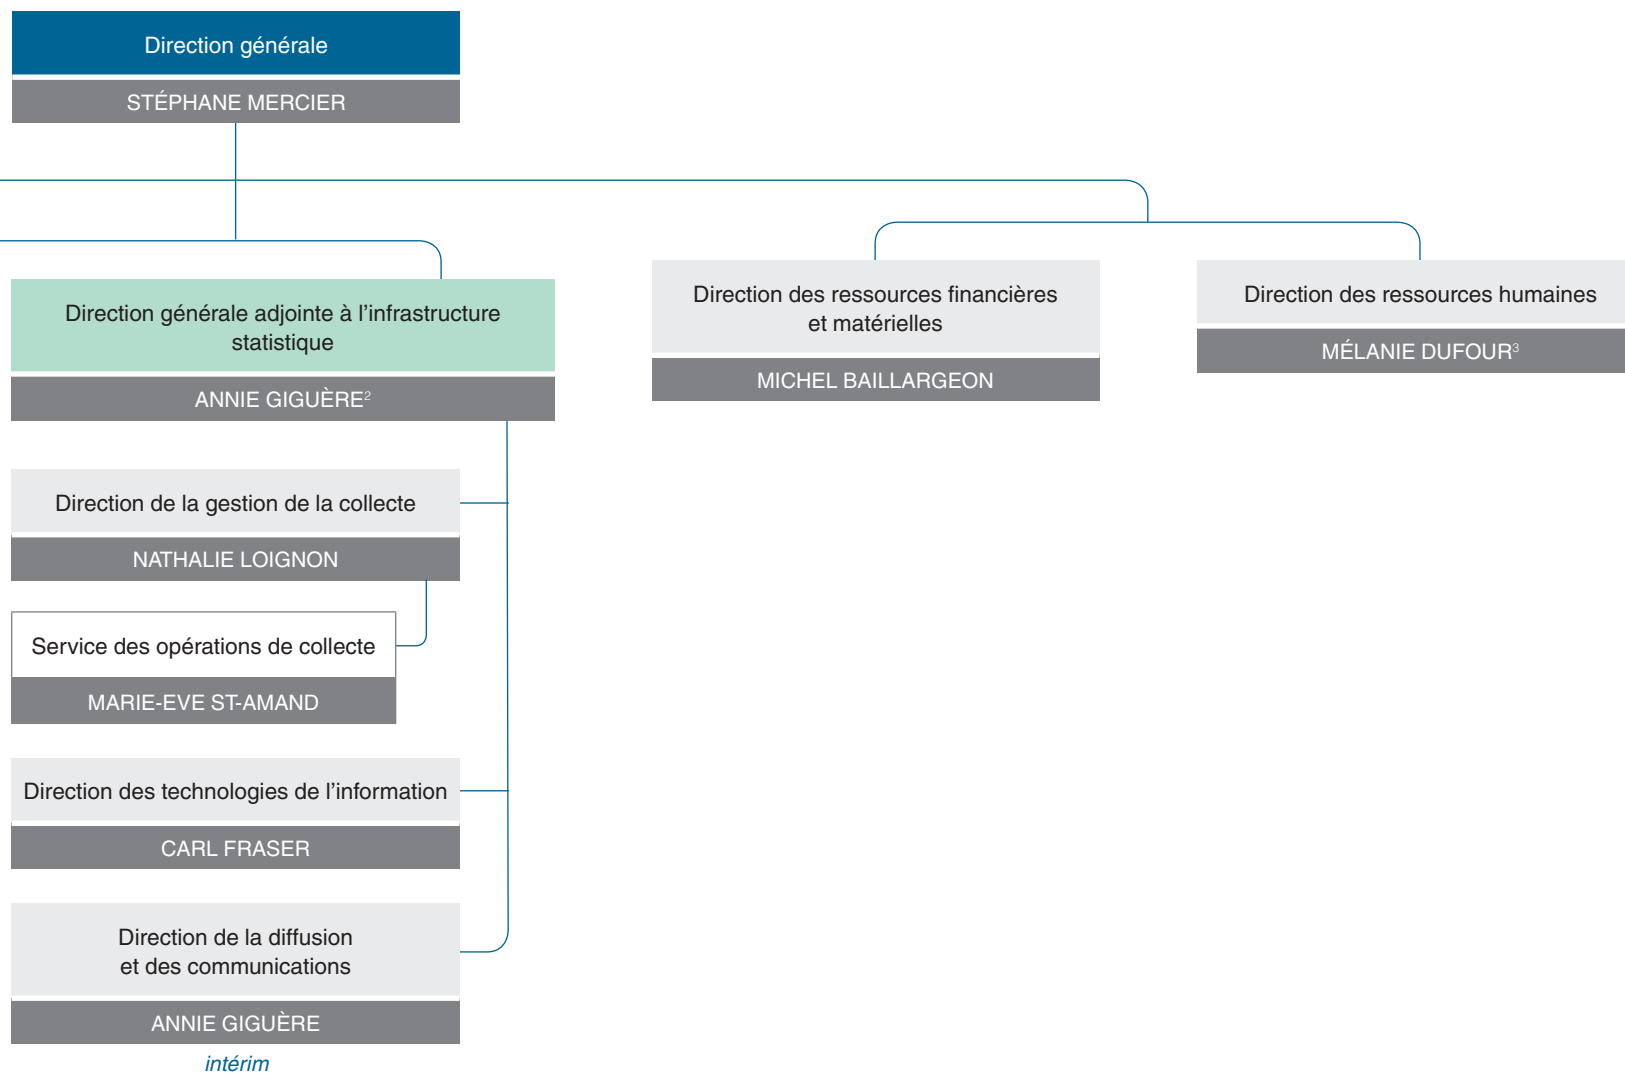 Direction générale
STÉPHANE MERCIER
Direction générale adjointe à l’infrastructure
statistique
ANNIE GIGUÈRE²
Direction des ressources financières
et matérielles
MICHEL BAILLARGEON
Direction des ressources humaines
MÉLANIE DUFOUR³
Direction de la gestion de la collecte
NATHALIE LOIGNON
Service des opérations de collecte
MARIE-EVE ST-AMAND
Direction des technologies de l’information
CARL FRASER
Direction de la diffusion
et des communications
ANNIE GIGUÈRE
intérim